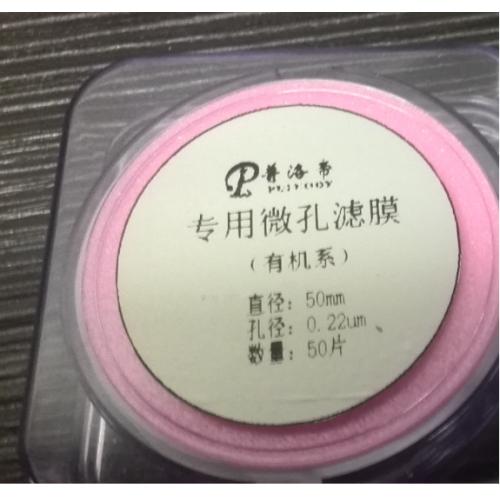 普洛帝
专用微孔滤膜
(有机系)
直径: 50mm
孔径: 0.22um
数量: 50片